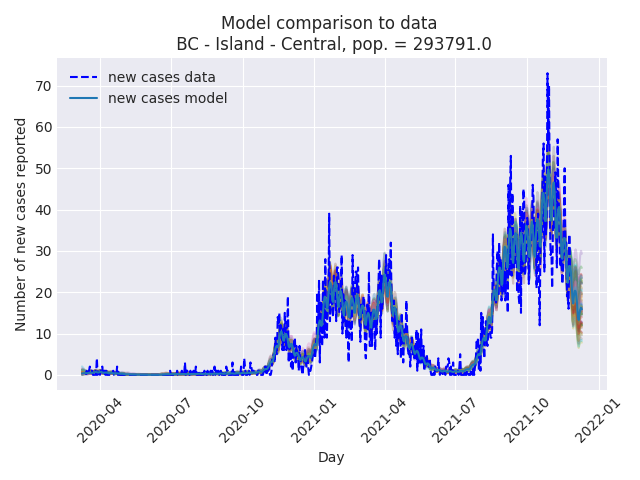 Model comparison to data
BC - Island - Central, pop. = 293791.0
new cases data
new cases model
Number of new cases reported
70
60
50
40
30
20
10
0
2020-04
2020-07
2020-10
2021-01
2021-04
2021-07
2021-10
2022-01
Day